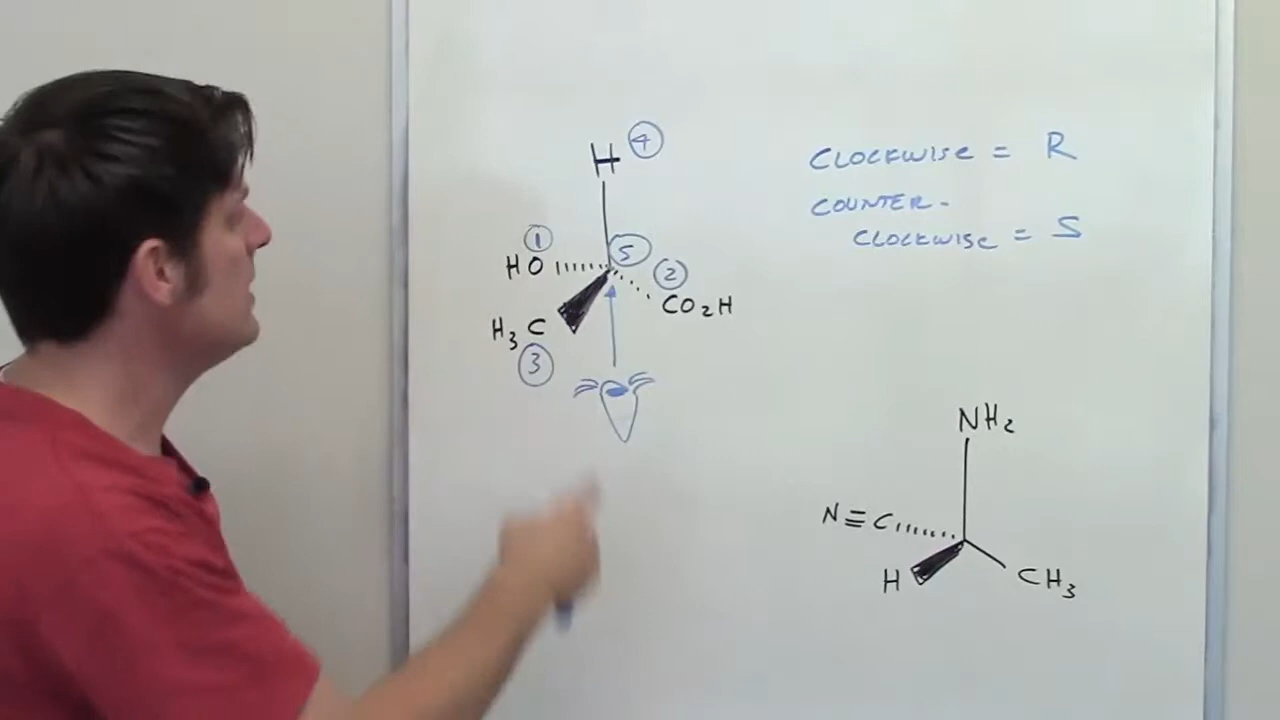 H 4
CLOCKWISE = R
COUNTER-
CLOCKWISE = S
1
HO
5
2
CO2H
H3C
3
NH2
N≡C
H
CH3